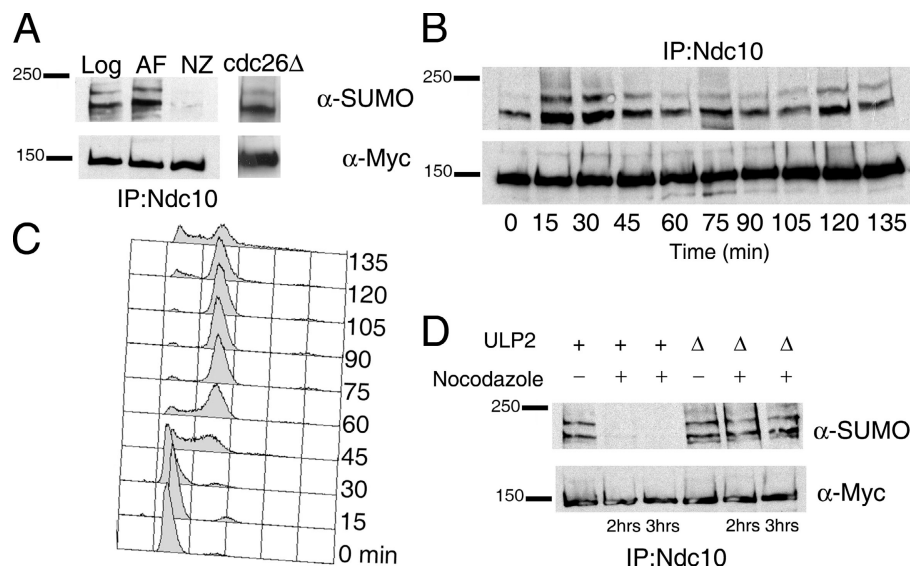 A
Log AF NZ cdc26Δ
250
α-SUMO
150
α-Myc
IP:Ndc10
B
IP:Ndc10
250
150
0 15 30 45 60 75 90 105 120 135
Time (min)
C
135
120
105
90
75
60
45
30
15
0 min
D
ULP2 + + + Δ Δ Δ
Nocodazole − + + − + +
250
α-SUMO
150
α-Myc
2hrs 3hrs 2hrs 3hrs
IP:Ndc10